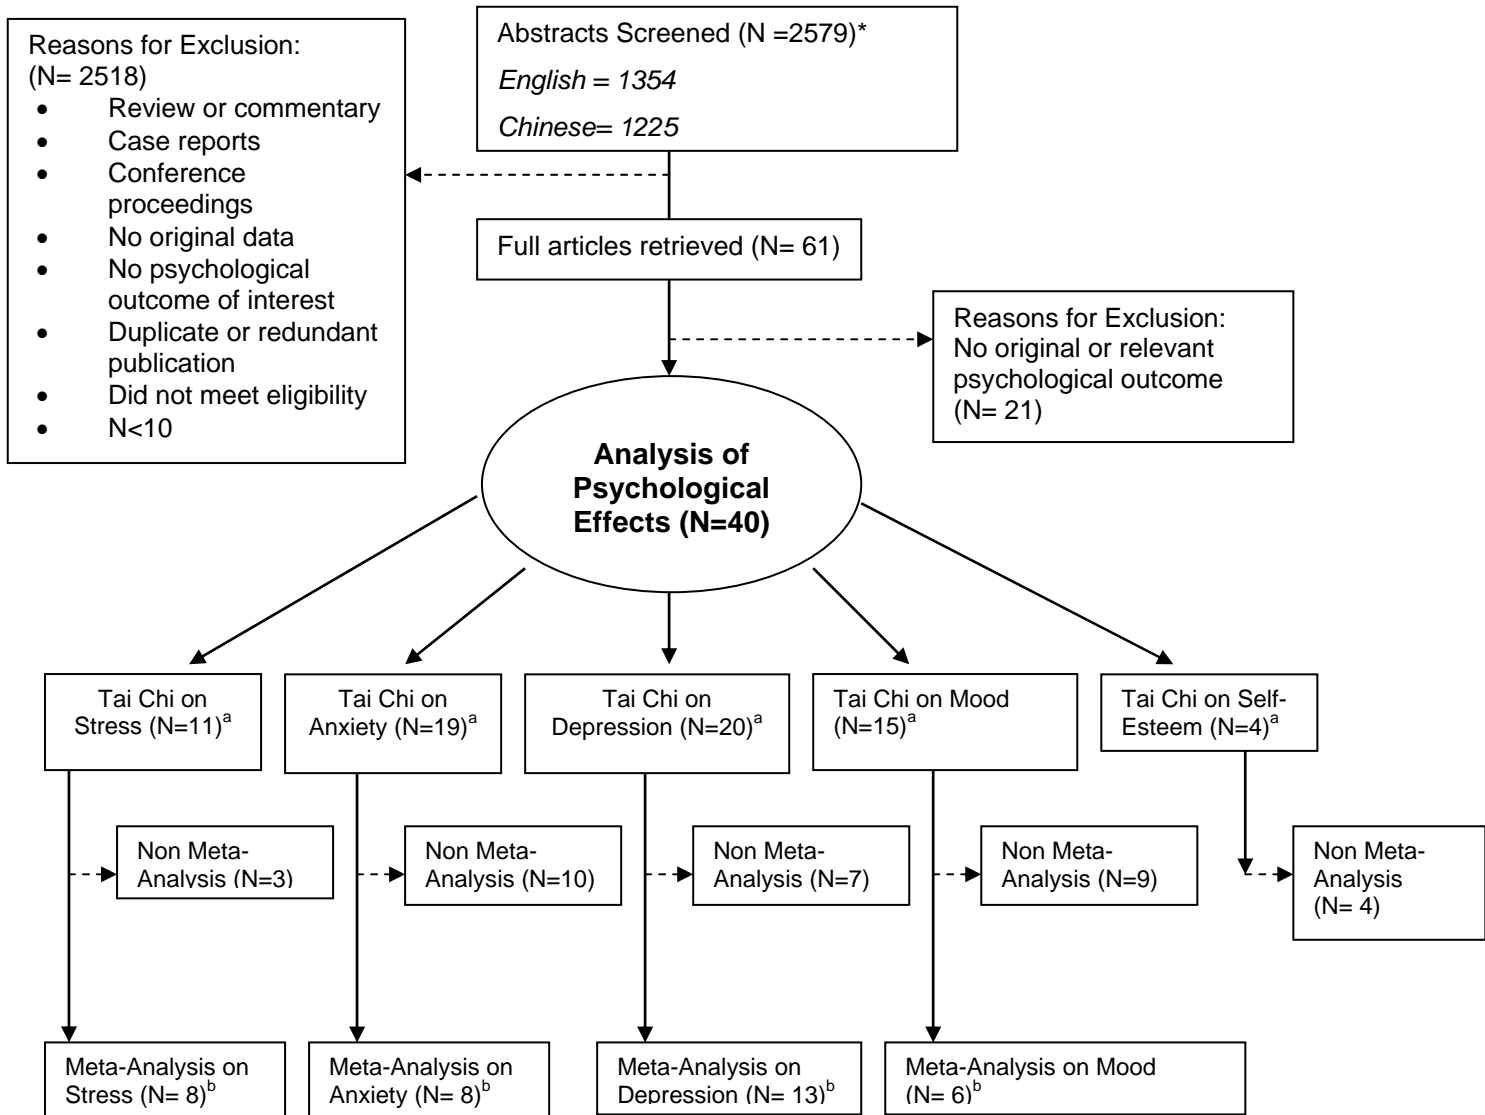 Reasons for Exclusion:
(N= 2518)
• Review or commentary
• Case reports
• Conference
proceedings
• No original data
• No psychological
outcome of interest
• Duplicate or redundant
publication
• Did not meet eligibility
• N<10
Abstracts Screened (N =2579)*
English = 1354
Chinese= 1225
Full articles retrieved (N= 61)
Reasons for Exclusion:
No original or relevant
psychological outcome
(N= 21)
Analysis of
Psychological
Effects (N=40)
Tai Chi on
Stress (N=11)a
Tai Chi on
Anxiety (N=19)a
Tai Chi on
Depression (N=20)a
Tai Chi on Mood
(N=15)a
Tai Chi on Self-
Esteem (N=4)a
Non Meta-
Analysis (N=3)
Non Meta-
Analysis (N=10)
Non Meta-
Analysis (N=7)
Non Meta-
Analysis (N=9)
Non Meta-
Analysis
(N= 4)
Meta-Analysis on
Stress (N= 8)b
Meta-Analysis on
Anxiety (N= 8)b
Meta-Analysis on
Depression (N= 13)b
Meta-Analysis on Mood
(N= 6)b